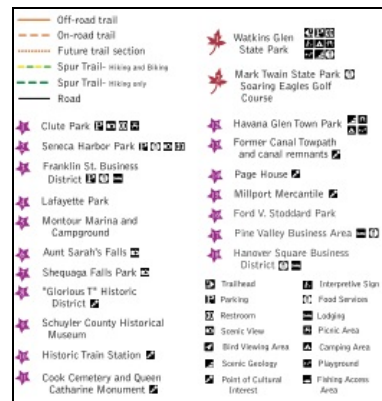 Off-road trail
On-road trail
Future trail section
Spur Trail- Hiking and Biking
Spur Trail- Hiking only
Road
Clute Park
Seneca Harbor Park
Franklin St. Business
District
Lafayette Park
Montour Marina and
Campground
Aunt Sarah's Falls
Shequaga Falls Park
"Glorious T" Historic
District
Schuyler County Historical
Museum
Historic Train Station
Cook Cemetery and Queen
Catharine Monument
Watkins Glen
State Park
Mark Twain State Park
Soaring Eagles Golf
Course
Havana Glen Town Park
Former Canal Towpath
and canal remnants
Page House
Millport Mercantile
Ford V. Stoddard Park
Pine Valley Business Area
Hanover Square Business
District
Trailhead
Parking
Restroom
Scenic View
Bird Viewing Area
Scenic Geology
Point of Cultural
Interest
Interpretive Sign
Food Services
Lodging
Picnic Area
Camping Area
Playground
Fishing Access
Area